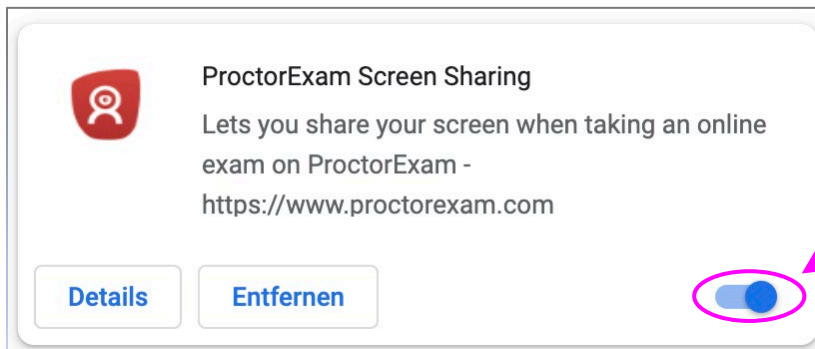 ProctorExam Screen Sharing
Lets you share your screen when taking an online
exam on ProctorExam -
https://www.proctorexam.com
Details
Entfernen